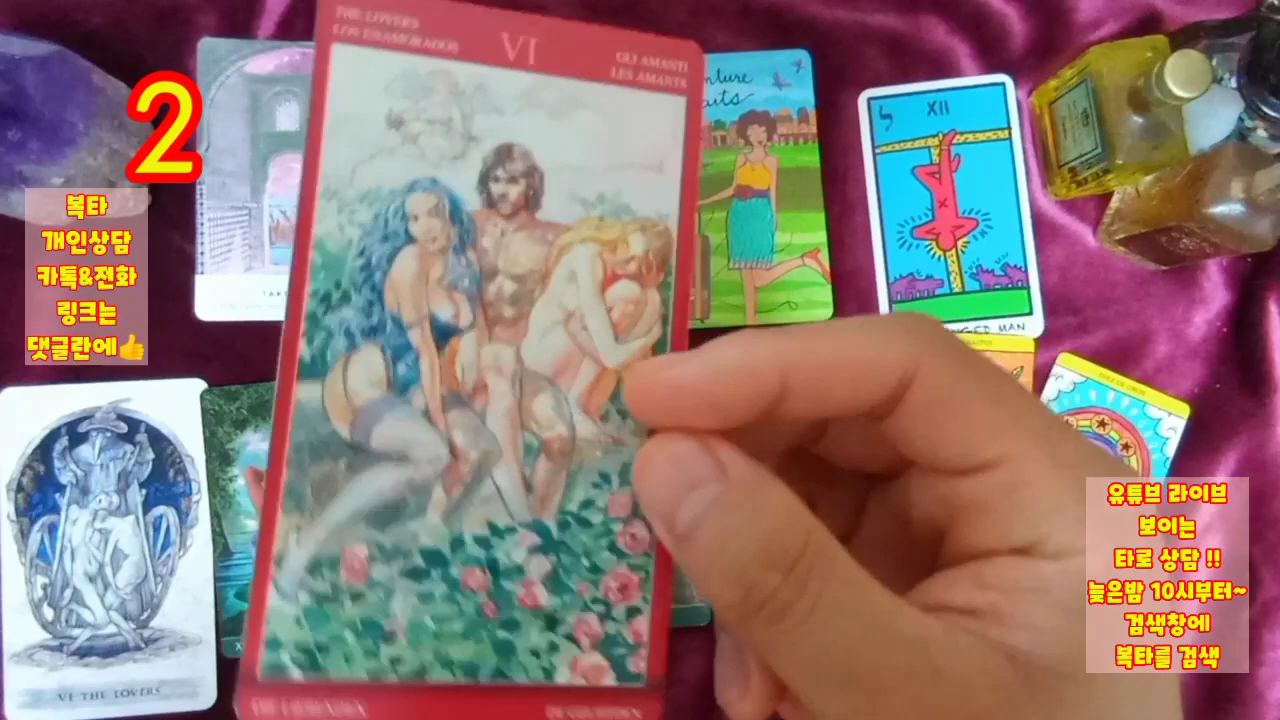 THE LOVERS
LOS ENAMORADOS
VI
GLI AMANTI
LES AMANTS
2
복타
개인상담
카톡&전화
링크는
댓글란에👍
XII
VI THE LOVERS
유튜브 라이브
보이는
타로 상담 !!
늦은밤 10시부터~
검색창에
복타를 검색